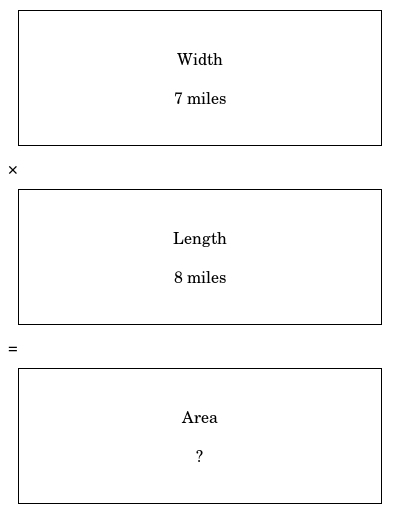 Width
7 miles
×
Length
8 miles
=
Area
?